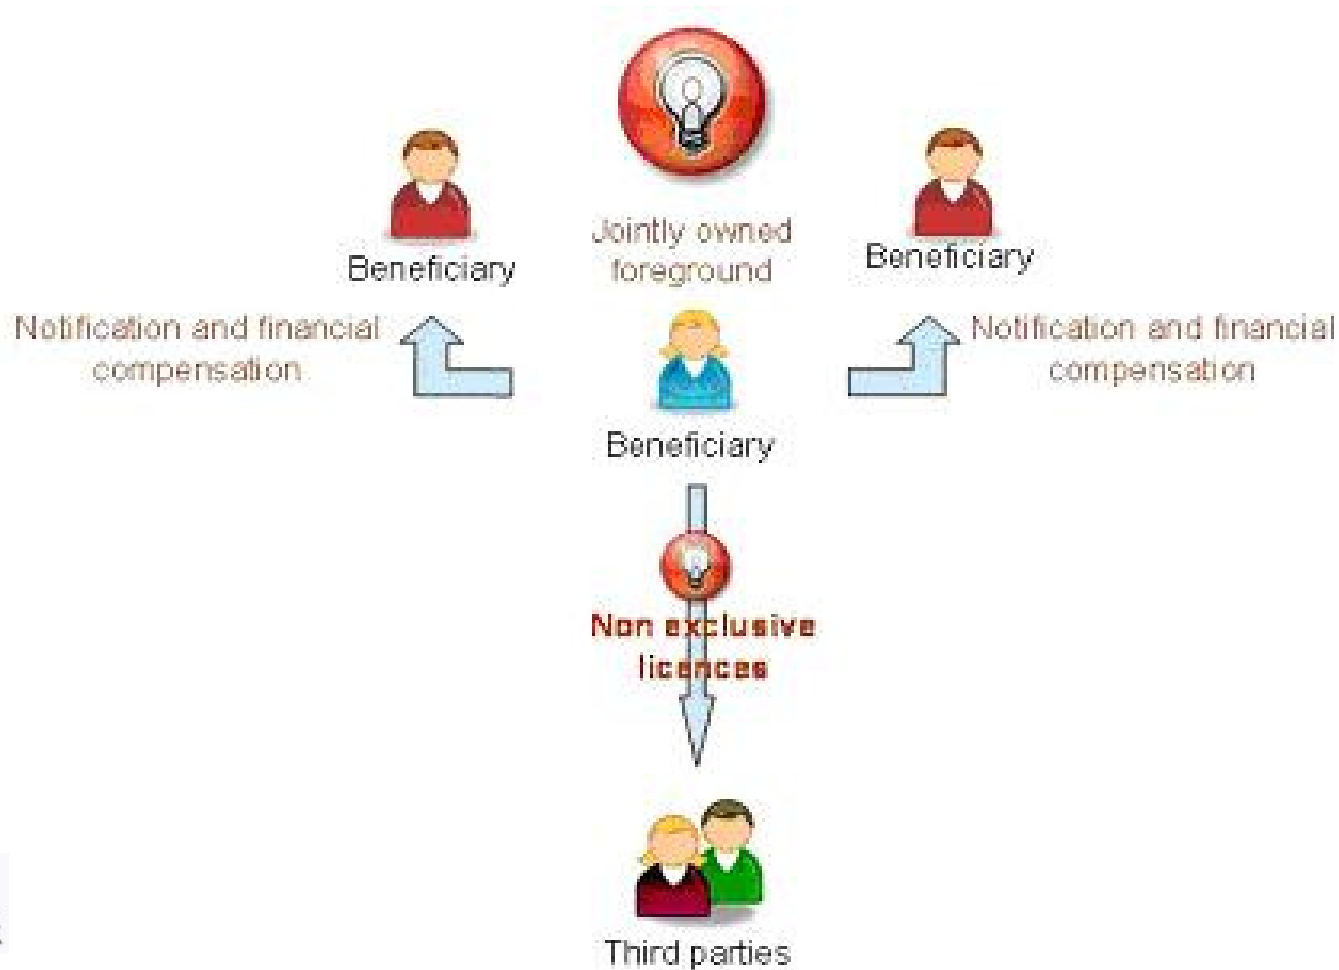 Jointly owned
foreground
Beneficiary
Beneficiary
Notification and financial
compensation
Notification and financial
compensation
Beneficiary
Non exclusive
licences
Third parties